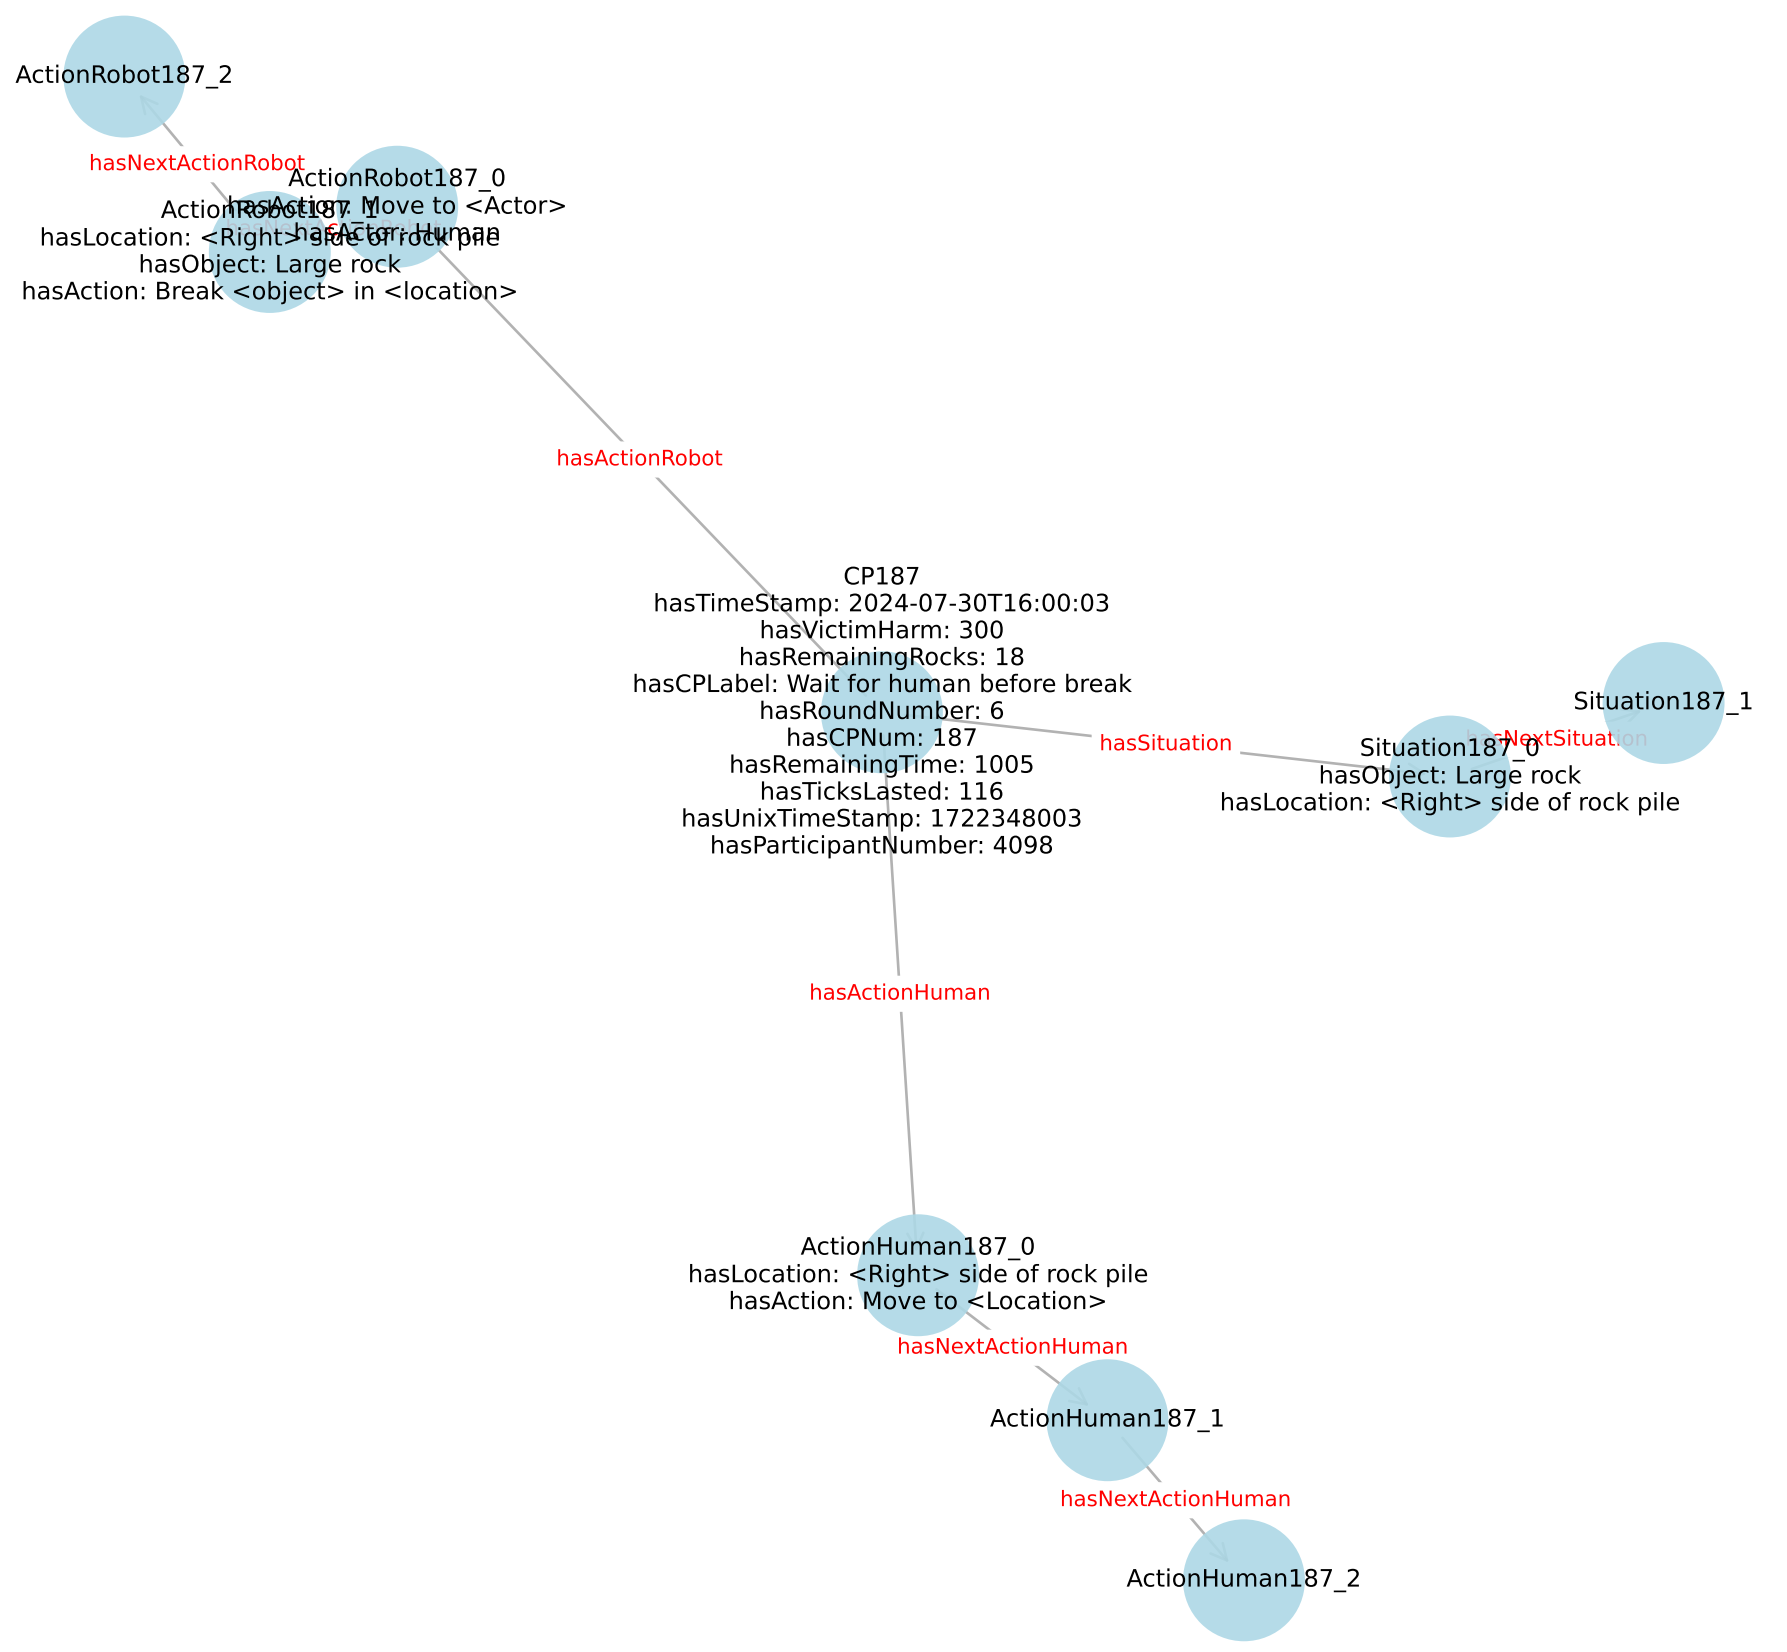 ActionRobot187_2
hasNextActionRobot
ActionRobot187_0
hasAction: Move to <Actor>
hasActor: Human
ActionRobot187_1
hasLocation: <Right> side of rock pile
hasObject: Large rock
hasAction: Break <object> in <location>
hasActionRobot
CP187
hasTimeStamp: 2024-07-30T16:00:03
hasVictimHarm: 300
hasRemainingRocks: 18
hasCPLabel: Wait for human before break
hasRoundNumber: 6
hasCPNum: 187
hasRemainingTime: 1005
hasTicksLasted: 116
hasUnixTimeStamp: 1722348003
hasParticipantNumber: 4098
hasSituation
Situation187_1
hasNextSituation
Situation187_0
hasObject: Large rock
hasLocation: <Right> side of rock pile
hasActionHuman
ActionHuman187_0
hasLocation: <Right> side of rock pile
hasAction: Move to <Location>
hasNextActionHuman
ActionHuman187_1
hasNextActionHuman
ActionHuman187_2